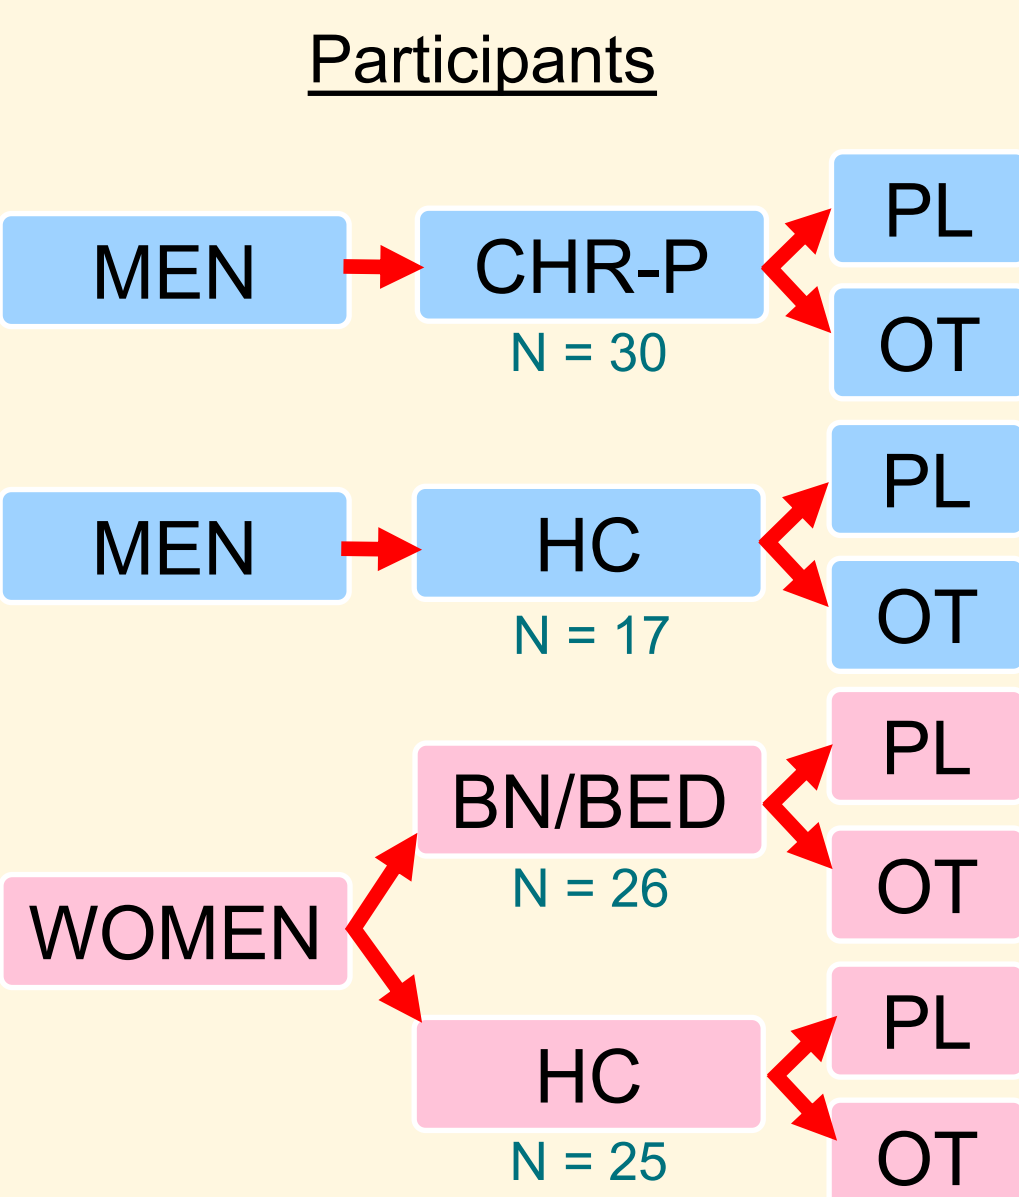 Participants
MEN
CHR-P
N = 30
PL
OT
MEN
HC
N = 17
PL
OT
WOMEN
BN/BED
N = 26
PL
OT
HC
N = 25
PL
OT